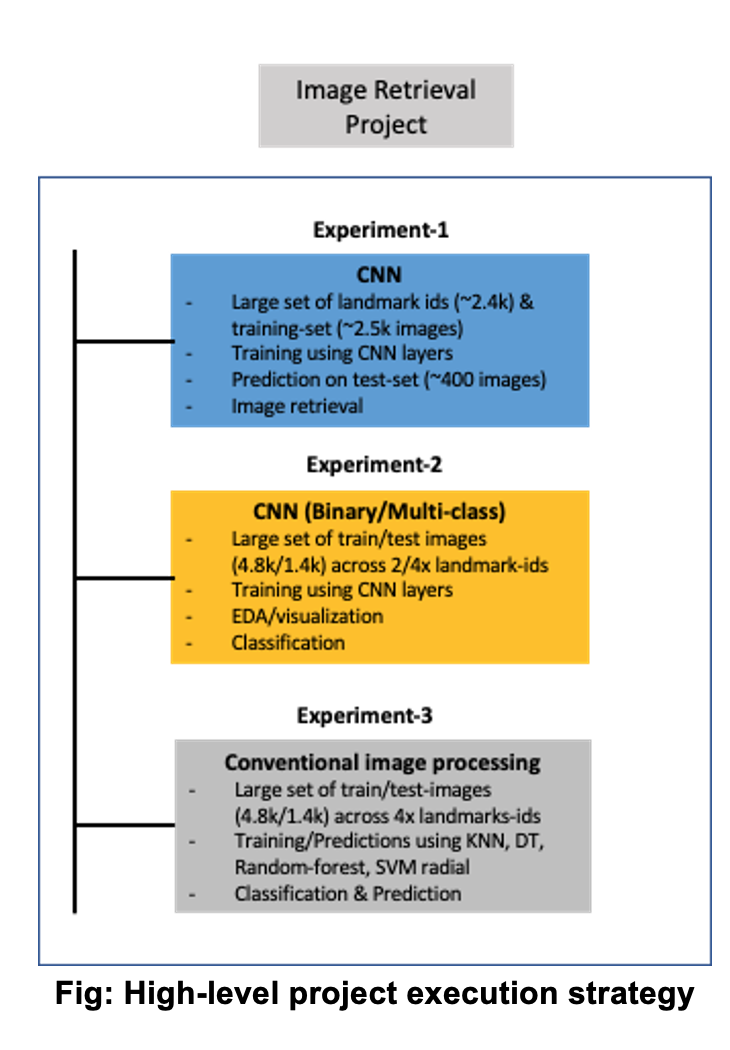 Image Retrieval
Project
Experiment-1
CNN
- Large set of landmark ids (~2.4k) &
training-set (~2.5k images)
- Training using CNN layers
- Prediction on test-set (~400 images)
- Image retrieval
Experiment-2
CNN (Binary/Multi-class)
- Large set of train/test images
(4.8k/1.4k) across 2/4x landmark-ids
- Training using CNN layers
- EDA/visualization
- Classification
Experiment-3
Conventional image processing
- Large set of train/test-images
(4.8k/1.4k) across 4x landmarks-ids
- Training/Predictions using KNN, DT,
Random-forest, SVM radial
- Classification & Prediction
Fig: High-level project execution strategy